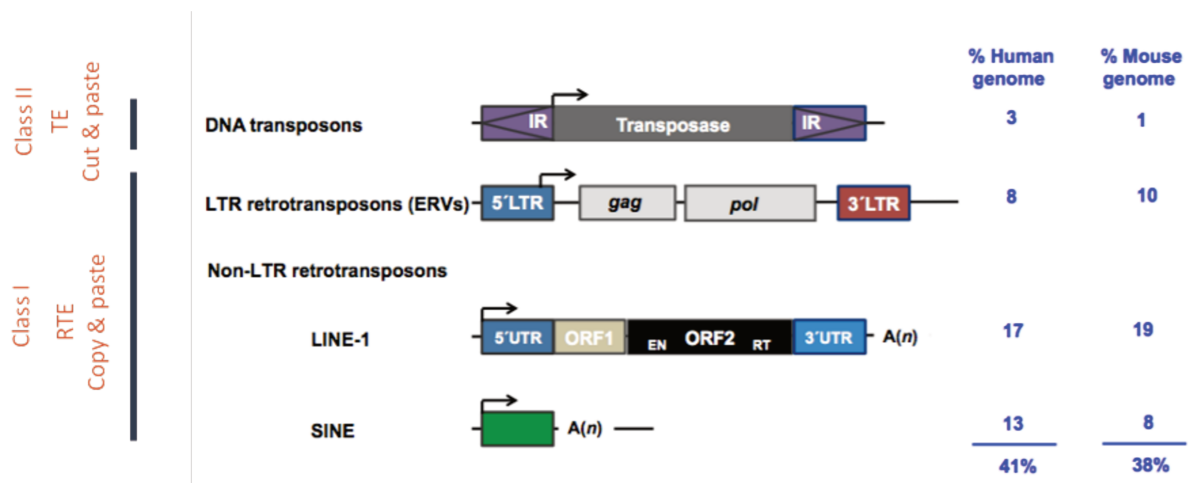 Class II
TE
Cut & paste
Class I
RTE
Copy & paste
% Human
genome
% Mouse
genome
DNA transposons
IR
Transposase
IR
3
1
LTR retrotransposons (ERVs)
5´LTR
gag
pol
3´LTR
8
10
Non-LTR retrotransposons
LINE-1
5´UTR
ORF1
EN
ORF2
RT
3´UTR
A(n)
17
19
SINE
A(n)
13
8
41%
38%